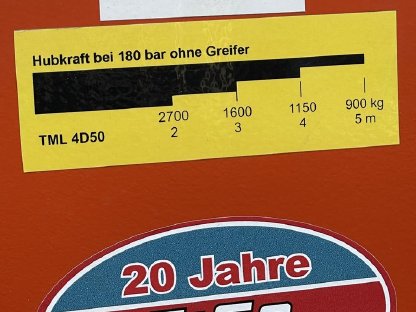 Hubkraft bei 180 bar ohne Greifer
2700 1600 1150 900 kg
2 3 4 5 m
TML 4D50
20 Jahre